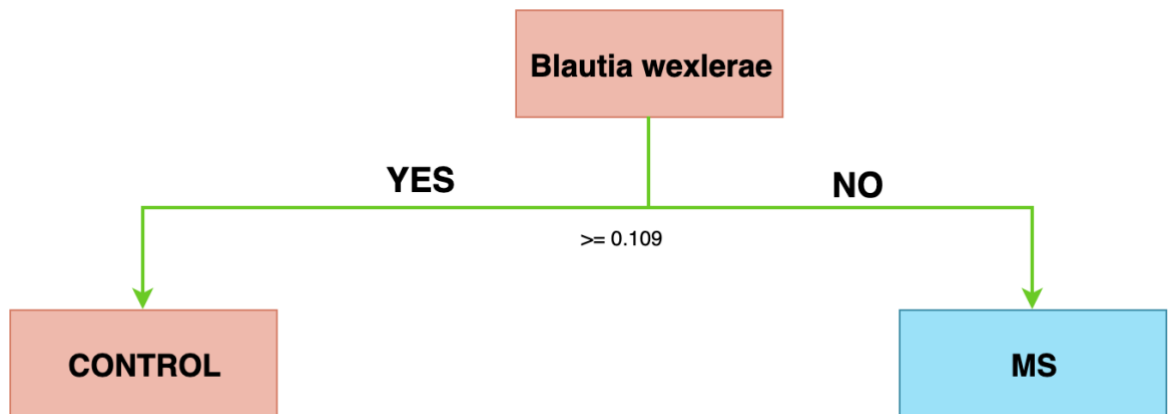 Blautia wexlerae
YES
NO
>= 0.109
CONTROL
MS